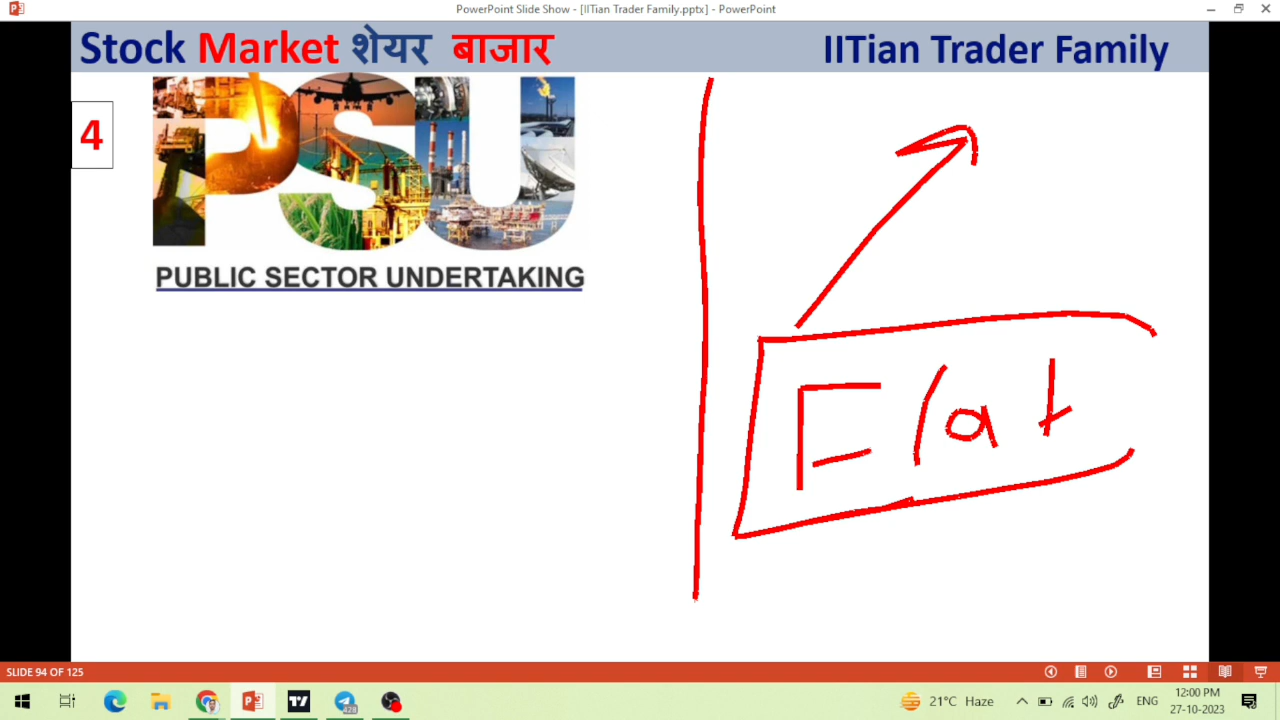 PowerPoint Slide Show - [IITian Trader Family.pptx] - PowerPoint
Stock Market शेयर बाजार IITian Trader Family
4
PSU
PUBLIC SECTOR UNDERTAKING
Flat
SLIDE 94 OF 125
428
21°C Haze
ENG
12:00 PM
27-10-2023